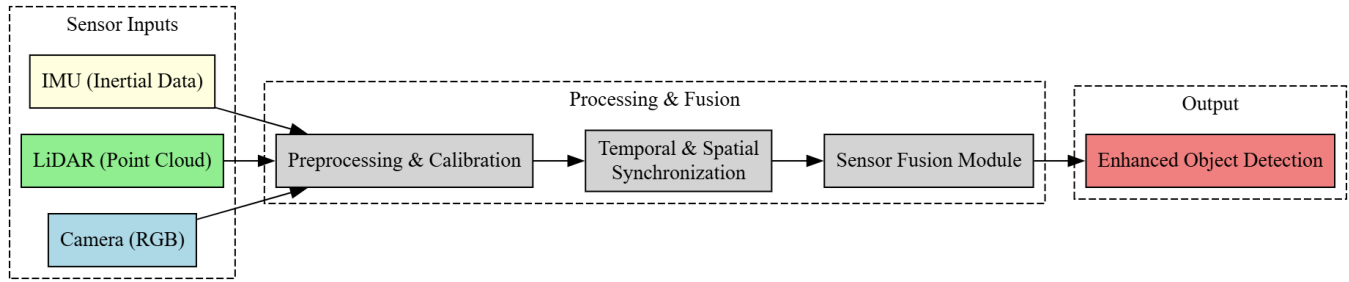 Sensor Inputs
IMU (Inertial Data)
LiDAR (Point Cloud)
Camera (RGB)
Processing & Fusion
Preprocessing & Calibration
Temporal & Spatial
Synchronization
Sensor Fusion Module
Output
Enhanced Object Detection